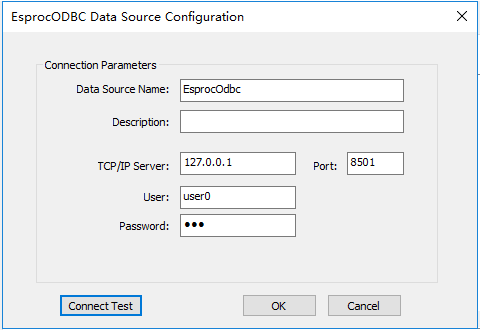 EsprocODBC Data Source Configuration
Connection Parameters
Data Source Name: EsprocOdbc
Description:
TCP/IP Server: 127.0.0.1 Port: 8501
User: user0
Password: •••
Connect Test OK Cancel